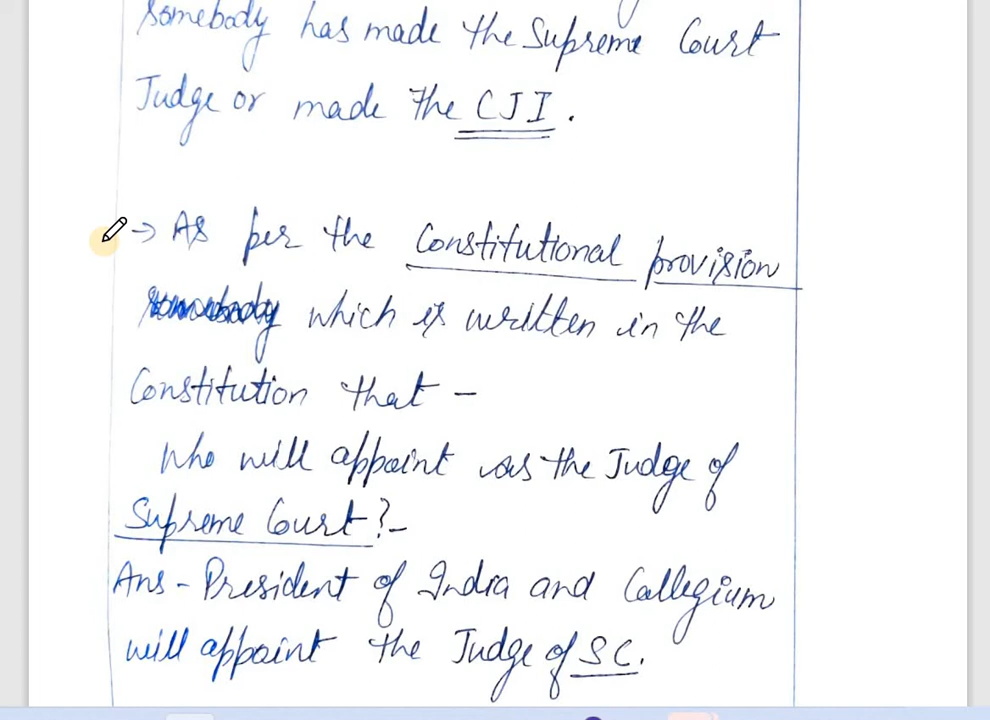 somebody has made the Supreme Court
Judge or made the CJI.
→ As per the Constitutional provision
which is written in the
Constitution that -
Who will appoint as the Judge of
Supreme Court?-
Ans - President of India and Collegium
will appoint the Judge of SC.